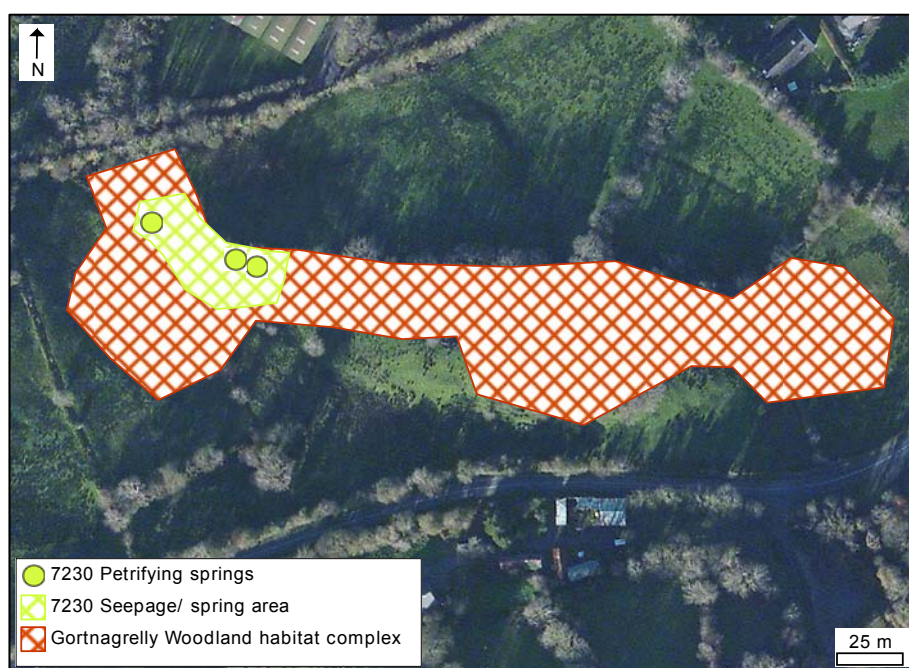 N
7230 Petrifying springs
7230 Seepage/ spring area
Gortnagrelly Woodland habitat complex
25 m